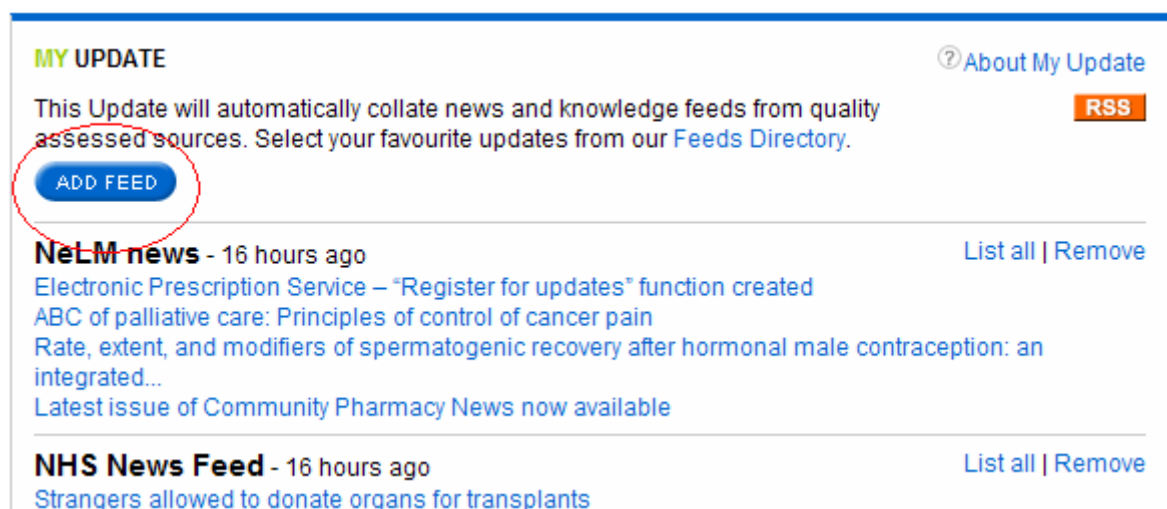 MY UPDATE
? About My Update
This Update will automatically collate news and knowledge feeds from quality
RSS
assessed sources. Select your favourite updates from our Feeds Directory.
ADD FEED
NeLM news - 16 hours ago
List all | Remove
Electronic Prescription Service – “Register for updates” function created
ABC of palliative care: Principles of control of cancer pain
Rate, extent, and modifiers of spermatogenic recovery after hormonal male contraception: an
integrated...
Latest issue of Community Pharmacy News now available
NHS News Feed - 16 hours ago
List all | Remove
Strangers allowed to donate organs for transplants